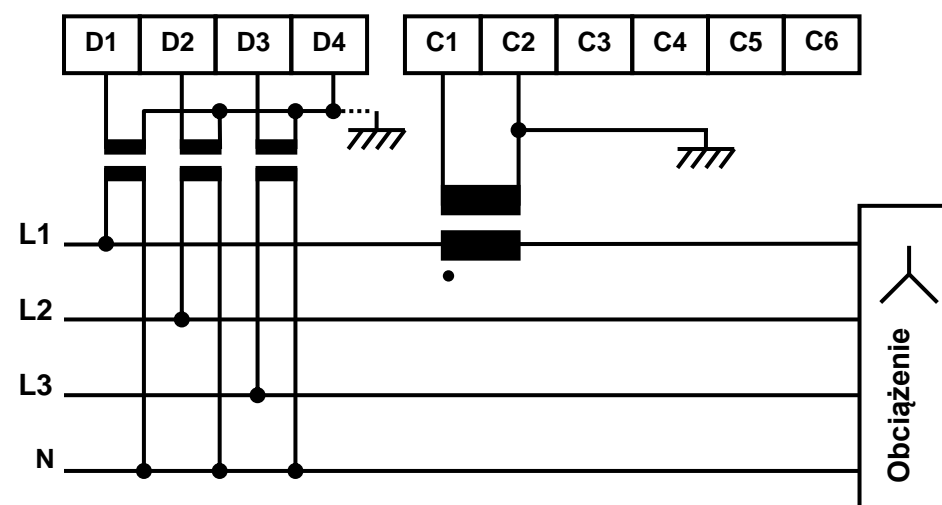 D1 D2 D3 D4 C1 C2 C3 C4 C5 C6
L1
L2
L3
N
Obciążenie